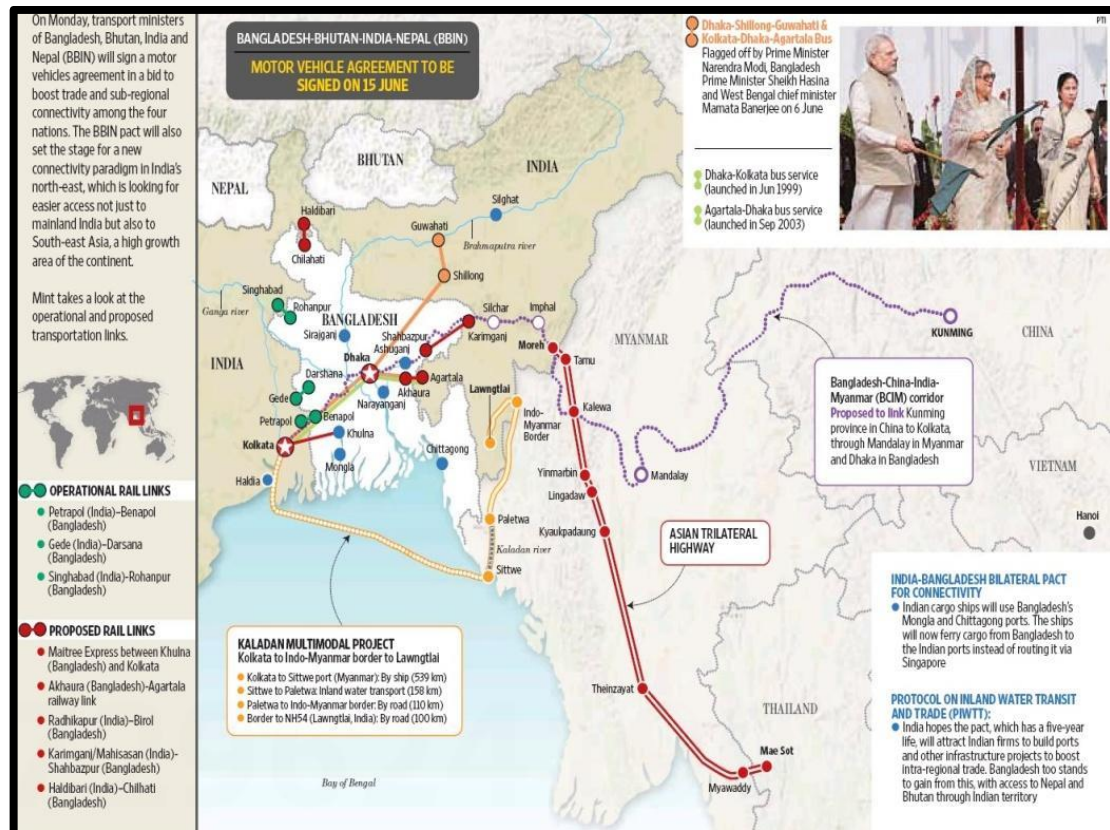 On Monday, transport ministers
of Bangladesh, Bhutan, India and
Nepal (BBIN) will sign a motor
vehicles agreement in a bid to
boost trade and sub-regional
connectivity among the four
nations. The BBIN pact will also
set the stage for a new
connectivity paradigm in India's
north-east, which is looking for
easier access not just to
mainland India but also to
South-east Asia, a high growth
area of the continent.
Mint takes a look at the
operational and proposed
transportation links.
OPERATIONAL RAIL LINKS
Petrapol (India)–Benapol
(Bangladesh)
Gede (India)–Darsana
(Bangladesh)
Singhabad (India)-Rohanpur
(Bangladesh)
PROPOSED RAIL LINKS
Maitree Express between Khulna
(Bangladesh) and Kolkata
Akhaura (Bangladesh)-Agartala
railway link
Radhikapur (India)–Birol
(Bangladesh)
Karimganj/Mahisasan (India)-
Shahbazpur (Bangladesh)
Haldibari (India)–Chilhati
(Bangladesh)
BANGLADESH-BHUTAN-INDIA-NEPAL (BBIN)
MOTOR VEHICLE AGREEMENT TO BE
SIGNED ON 15 JUNE
Dhaka-Shillong-Guwahati &
Kolkata-Dhaka-Agartala Bus
Flagged off by Prime Minister
Narendra Modi, Bangladesh
Prime Minister Sheikh Hasina
and West Bengal chief minister
Mamata Banerjee on 6 June
Dhaka-Kolkata bus service
(launched in Jun 1999)
Agartala-Dhaka bus service
(launched in Sep 2003)
PTI
NEPAL
BHUTAN
INDIA
Haldibari
Chilahati
Silghat
Guwahati
Brahmaputra river
Shillong
Singhabad
Ganga river
Rohanpur
BANGLADESH
Sirajganj
Silchar
Imphal
Shahbazpur
Karimganj
Ashuganj
Moreh
Tamu
MYANMAR
KUNMING
CHINA
INDIA
Dhaka
Darshana
Agartala
Akhaura
Lawngtlai
Gede
Narayanganj
Indo-
Myanmar
Border
Kalewa
Petrapol
Benapol
Kolkata
Khulna
Mongla
Chittagong
Haldia
Mandalay
Yinmarbin
Lingadaw
Kyaukpadaung
Paletwa
Kaladan river
Sittwe
VIETNAM
Hanoi
Bangladesh-China-India-
Myanmar (BCIM) corridor
Proposed to link Kunming
province in China to Kolkata,
through Mandalay in Myanmar
and Dhaka in Bangladesh
ASIAN TRILATERAL
HIGHWAY
KALADAN MULTIMODAL PROJECT
Kolkata to Indo-Myanmar border to Lawngtlai
Kolkata to Sittwe port (Myanmar): By ship (539 km)
Sittwe to Paletwa: Inland water transport (158 km)
Paletwa to Indo-Myanmar border: By road (110 km)
Border to NH54 (Lawngtlai, India): By road (100 km)
Theinzayat
THAILAND
Mae Sot
Myawaddy
Bay of Bengal
INDIA-BANGLADESH BILATERAL PACT
FOR CONNECTIVITY
Indian cargo ships will use Bangladesh's
Mongla and Chittagong ports. The ships
will now ferry cargo from Bangladesh to
the Indian ports instead of routing it via
Singapore
PROTOCOL ON INLAND WATER TRANSIT
AND TRADE (PIWTT):
India hopes the pact, which has a five-year
life, will attract Indian firms to build ports
and other infrastructure projects to boost
intra-regional trade. Bangladesh too stands
to gain from this, with access to Nepal and
Bhutan through Indian territory